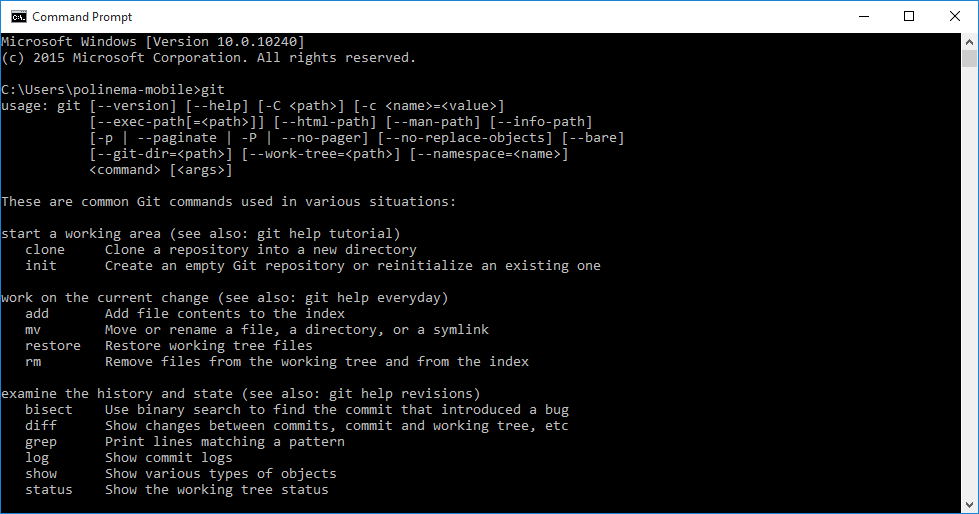 Command Prompt
Microsoft Windows [Version 10.0.10240]
(c) 2015 Microsoft Corporation. All rights reserved.
C:\Users\polinema-mobile>git
usage: git [--version] [--help] [-C <path>] [-c <name>=<value>]
           [--exec-path[=<path>]] [--html-path] [--man-path] [--info-path]
           [-p | --paginate | -P | --no-pager] [--no-replace-objects] [--bare]
           [--git-dir=<path>] [--work-tree=<path>] [--namespace=<name>]
           <command> [<args>]
These are common Git commands used in various situations:
start a working area (see also: git help tutorial)
   clone     Clone a repository into a new directory
   init      Create an empty Git repository or reinitialize an existing one
work on the current change (see also: git help everyday)
   add       Add file contents to the index
   mv        Move or rename a file, a directory, or a symlink
   restore   Restore working tree files
   rm        Remove files from the working tree and from the index
examine the history and state (see also: git help revisions)
   bisect    Use binary search to find the commit that introduced a bug
   diff      Show changes between commits, commit and working tree, etc
   grep      Print lines matching a pattern
   log       Show commit logs
   show      Show various types of objects
   status    Show the working tree status